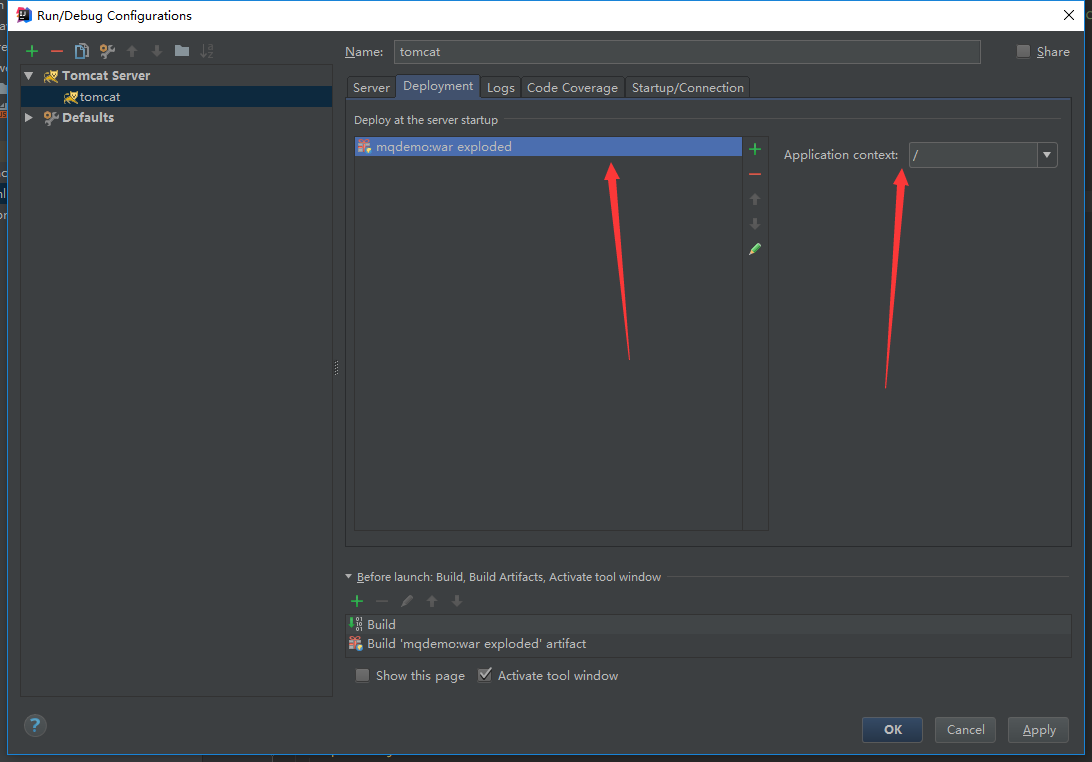 Run/Debug Configurations
Name: tomcat
Share
Tomcat Server
tomcat
Defaults
Server
Deployment
Logs
Code Coverage
Startup/Connection
Deploy at the server startup
mqdemo:war exploded
Application context: /
Before launch: Build, Build Artifacts, Activate tool window
Build
Build 'mqdemo:war exploded' artifact
Show this page
Activate tool window
?
OK
Cancel
Apply